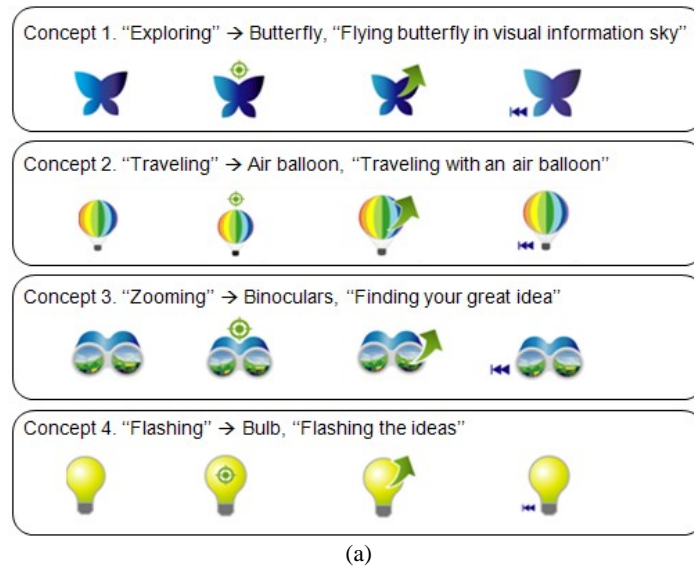 Concept 1. “Exploring” → Butterfly, “Flying butterfly in visual information sky”
Concept 2. “Traveling” → Air balloon, “Traveling with an air balloon”
Concept 3. “Zooming” → Binoculars, “Finding your great idea”
Concept 4. “Flashing” → Bulb, “Flashing the ideas”
(a)